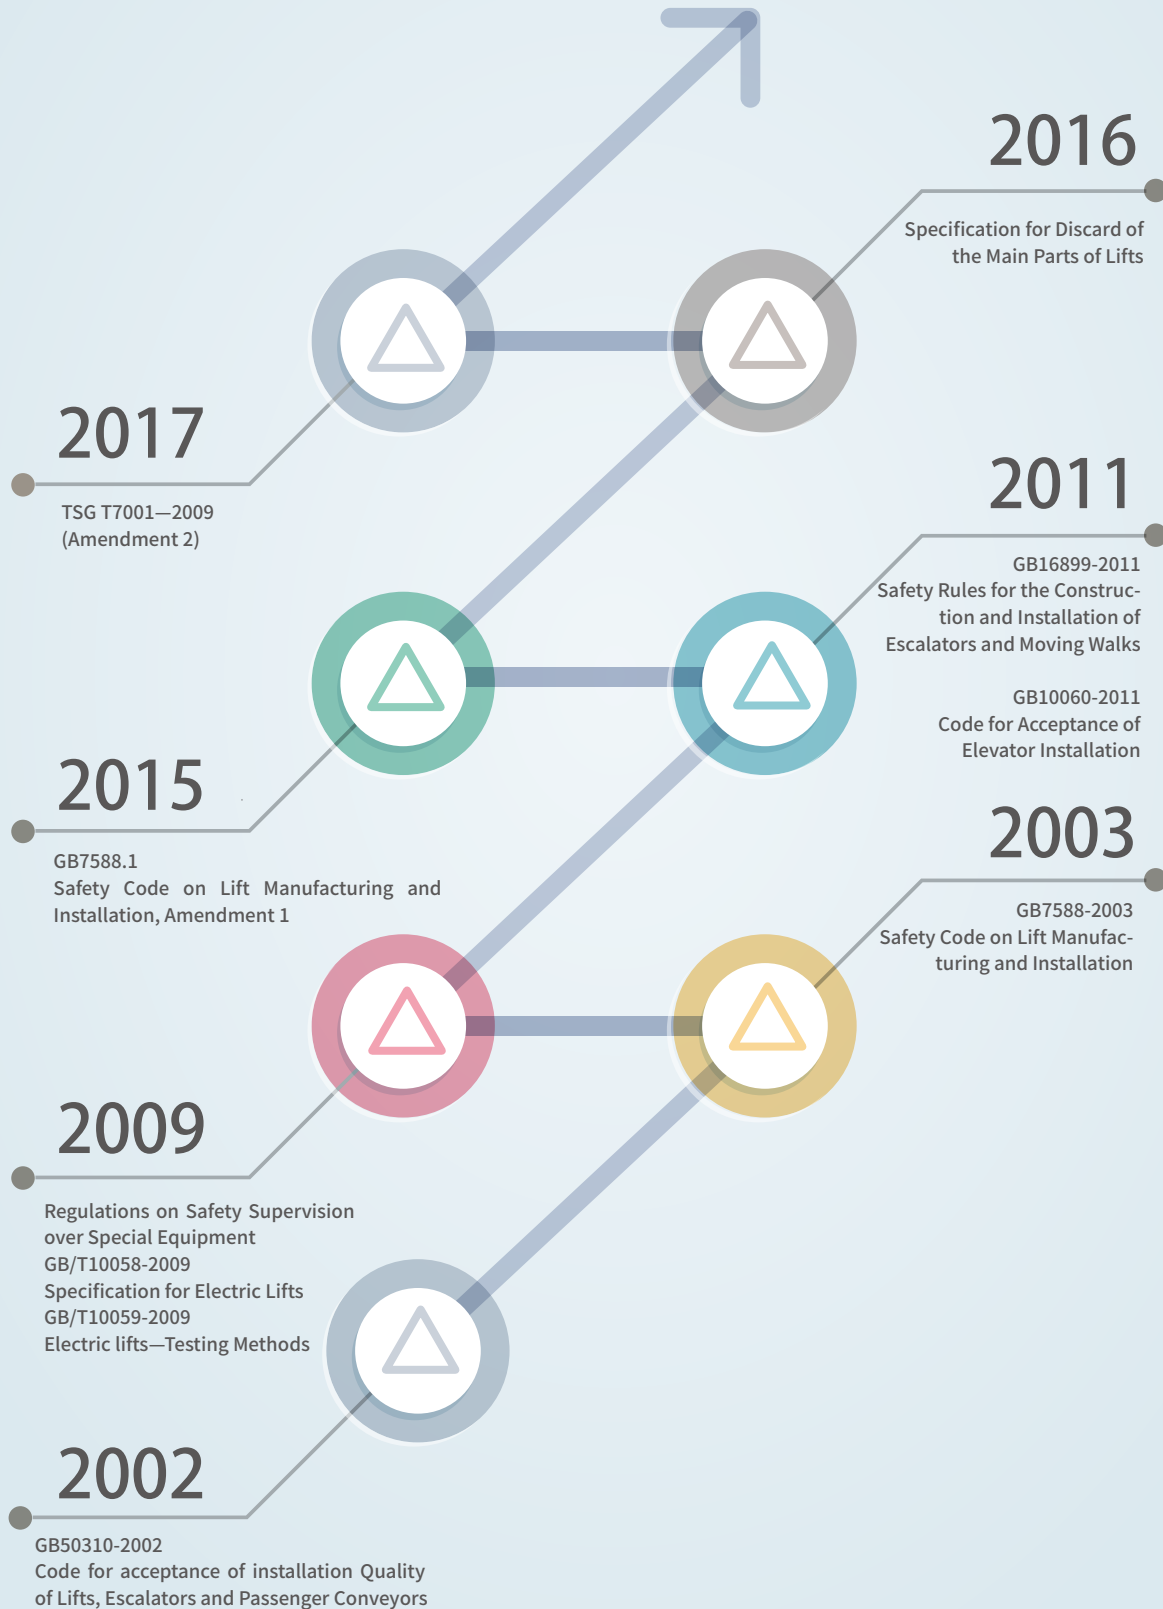 2016
Specification for Discard of
the Main Parts of Lifts
2017
TSG T7001—2009
(Amendment 2)
2011
GB16899-2011
Safety Rules for the Construc-
tion and Installation of
Escalators and Moving Walks
GB10060-2011
Code for Acceptance of
Elevator Installation
2015
GB7588.1
Safety Code on Lift Manufacturing and
Installation, Amendment 1
2003
GB7588-2003
Safety Code on Lift Manufac-
turing and Installation
2009
Regulations on Safety Supervision
over Special Equipment
GB/T10058-2009
Specification for Electric Lifts
GB/T10059-2009
Electric lifts—Testing Methods
2002
GB50310-2002
Code for acceptance of installation Quality
of Lifts, Escalators and Passenger Conveyors